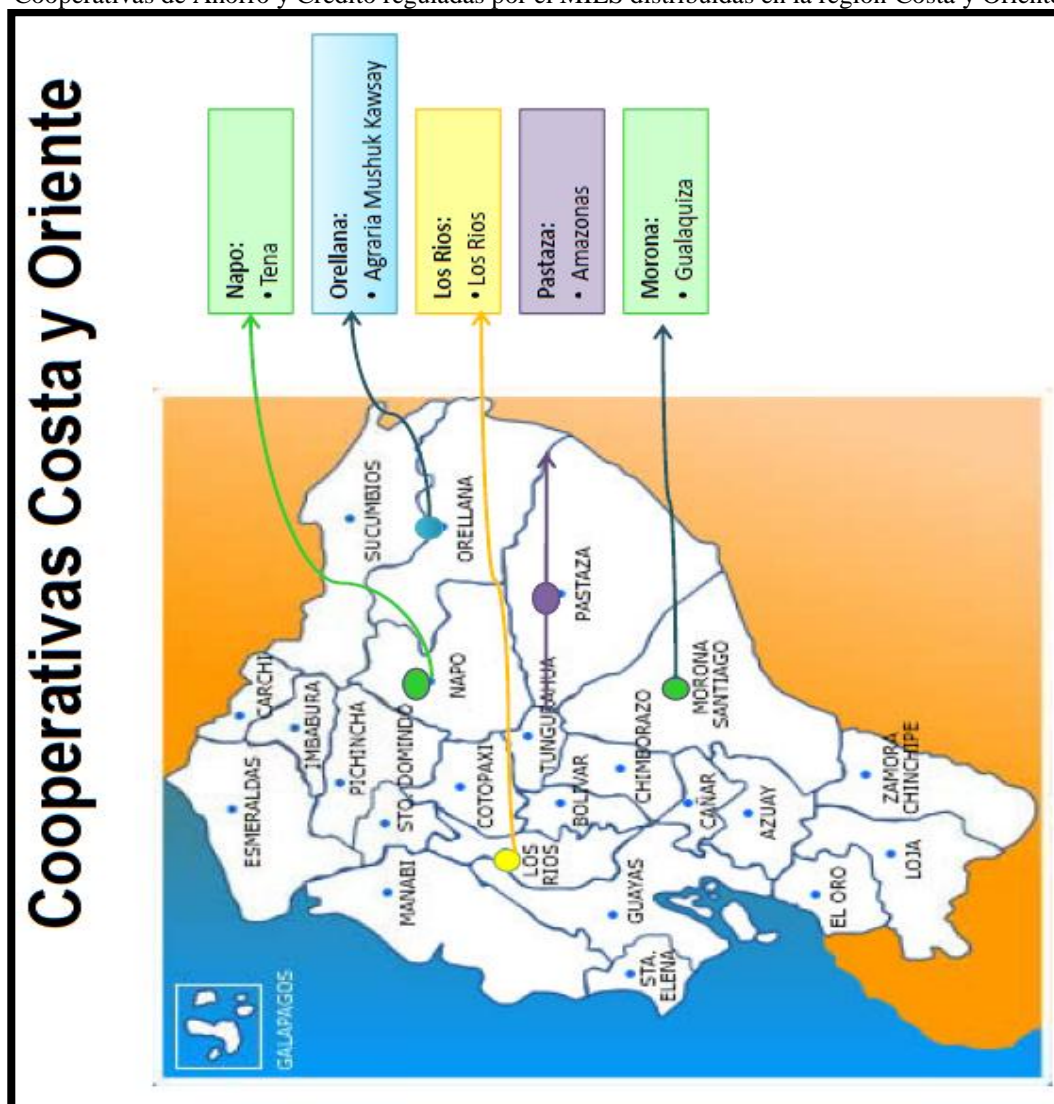 Cooperativas de Ahorro y Crédito reguladas por el MIES distribuidas en la región Costa y Oriente
Cooperativas Costa y Oriente
GALAPAGOS
ESMERALDAS
CARCHI
IMBABURA
PICHINCHA
STO. DOMINDO
MANABI
SUCUMBIOS
NAPO
ORELLANA
COTOPAXI
LOS
RIOS
TUNGURAHUA
PASTAZA
BOLIVAR
CHIMBORAZO
GUAYAS
STA.
ELENA
CAÑAR
MORONA
SANTIAGO
AZUAY
EL ORO
LOJA
ZAMORA
CHINCHIPE
Napo:
• Tena
Orellana:
• Agraria Mushuk Kawsay
Los Rios:
• Los Rios
Pastaza:
• Amazonas
Morona:
• Gualaquiza